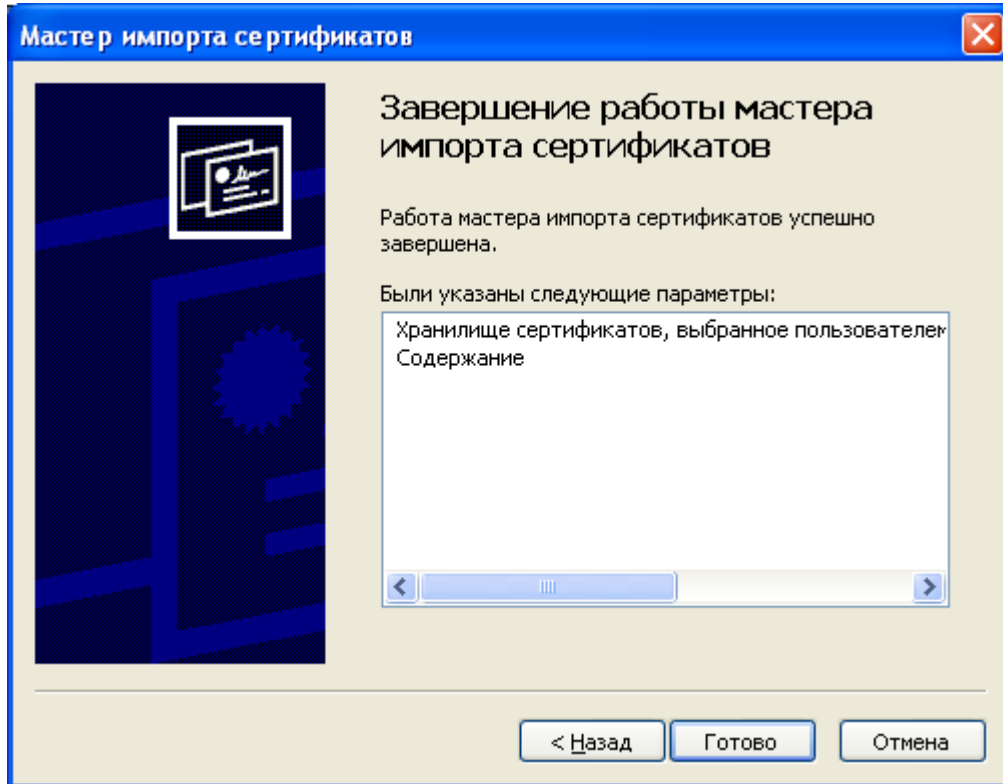 Мастер импорта сертификатов
Завершение работы мастера
импорта сертификатов
Работа мастера импорта сертификатов успешно
завершена.
Были указаны следующие параметры:
Хранилище сертификатов, выбранное пользователем
Содержание
< Назад
Готово
Отмена